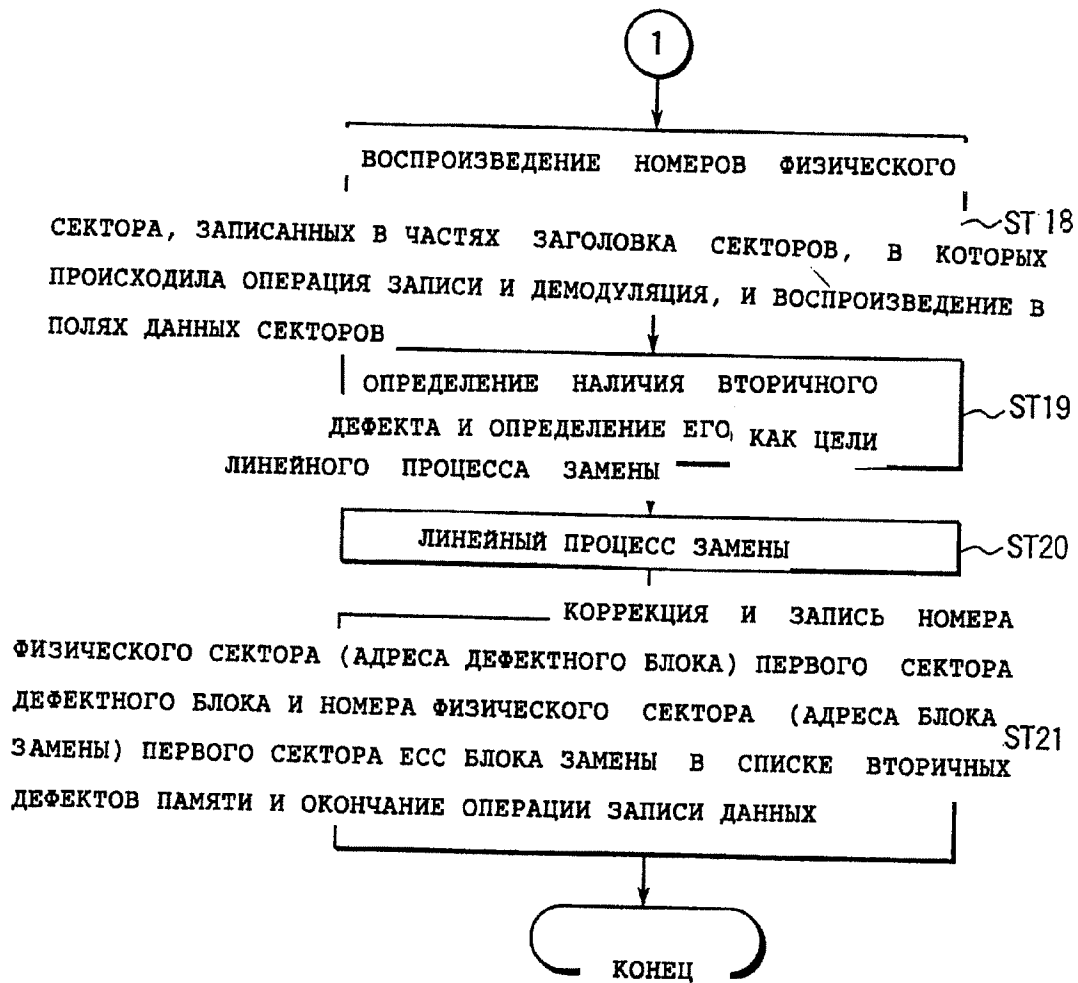 1
ВОСПРОИЗВЕДЕНИЕ НОМЕРОВ ФИЗИЧЕСКОГО
ST18
СЕКТОРА, ЗАПИСАННЫХ В ЧАСТЯХ ЗАГОЛОВКА СЕКТОРОВ, В КОТОРЫХ
ПРОИСХОДИЛА ОПЕРАЦИЯ ЗАПИСИ И ДЕМОДУЛЯЦИЯ, И ВОСПРОИЗВЕДЕНИЕ В
ПОЛЯХ ДАННЫХ СЕКТОРОВ
ОПРЕДЕЛЕНИЕ НАЛИЧИЯ ВТОРИЧНОГО
ST19
ДЕФЕКТА И ОПРЕДЕЛЕНИЕ ЕГО КАК ЦЕЛИ
ЛИНЕЙНОГО ПРОЦЕССА ЗАМЕНЫ
ЛИНЕЙНЫЙ ПРОЦЕСС ЗАМЕНЫ
ST20
КОРРЕКЦИЯ И ЗАПИСЬ НОМЕРА
ФИЗИЧЕСКОГО СЕКТОРА (АДРЕСА ДЕФЕКТНОГО БЛОКА) ПЕРВОГО СЕКТОРА
ДЕФЕКТНОГО БЛОКА И НОМЕРА ФИЗИЧЕСКОГО СЕКТОРА (АДРЕСА БЛОКА
ST21
ЗАМЕНЫ) ПЕРВОГО СЕКТОРА ECC БЛОКА ЗАМЕНЫ В СПИСКЕ ВТОРИЧНЫХ
ДЕФЕКТОВ ПАМЯТИ И ОКОНЧАНИЕ ОПЕРАЦИИ ЗАПИСИ ДАННЫХ
КОНЕЦ